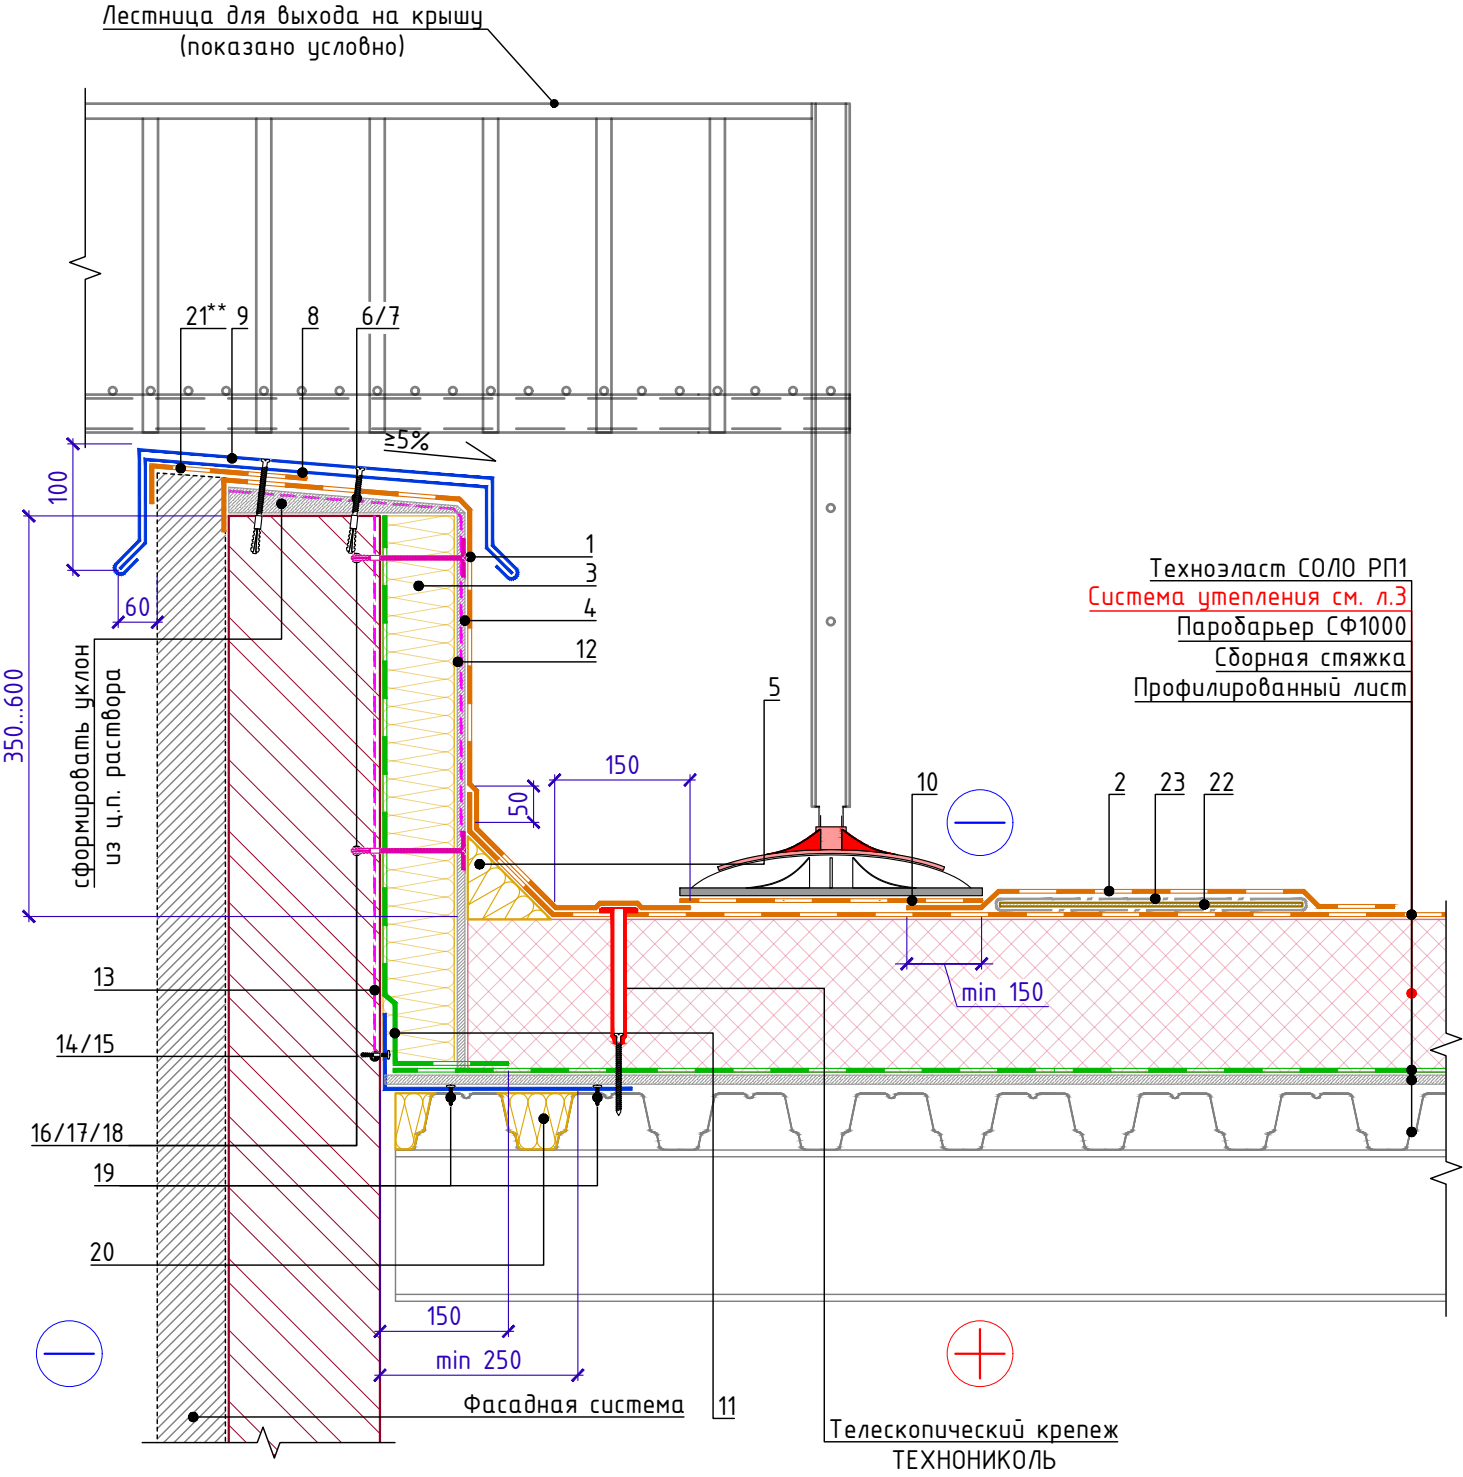 Лестница для выхода на крышу
(показано условно)
21** 9 8 6/7
≥5%
100
60
350...600
сформировать уклон
из ц.п. раствора
1
3
4
12
5
150
50
10
2 23 22
Техноэласт СОЛО РП1
Система утепления см. л.3
Паробарьер СФ1000
Сборная стяжка
Профилированный лист
min 150
13
14/15
16/17/18
19
20
150
min 250
Фасадная система
11
Телескопический крепеж
ТЕХНОНИКОЛЬ